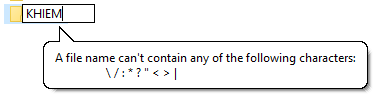 KHIEM
A file name can't contain any of the following characters:
\ / : * ? " < > |